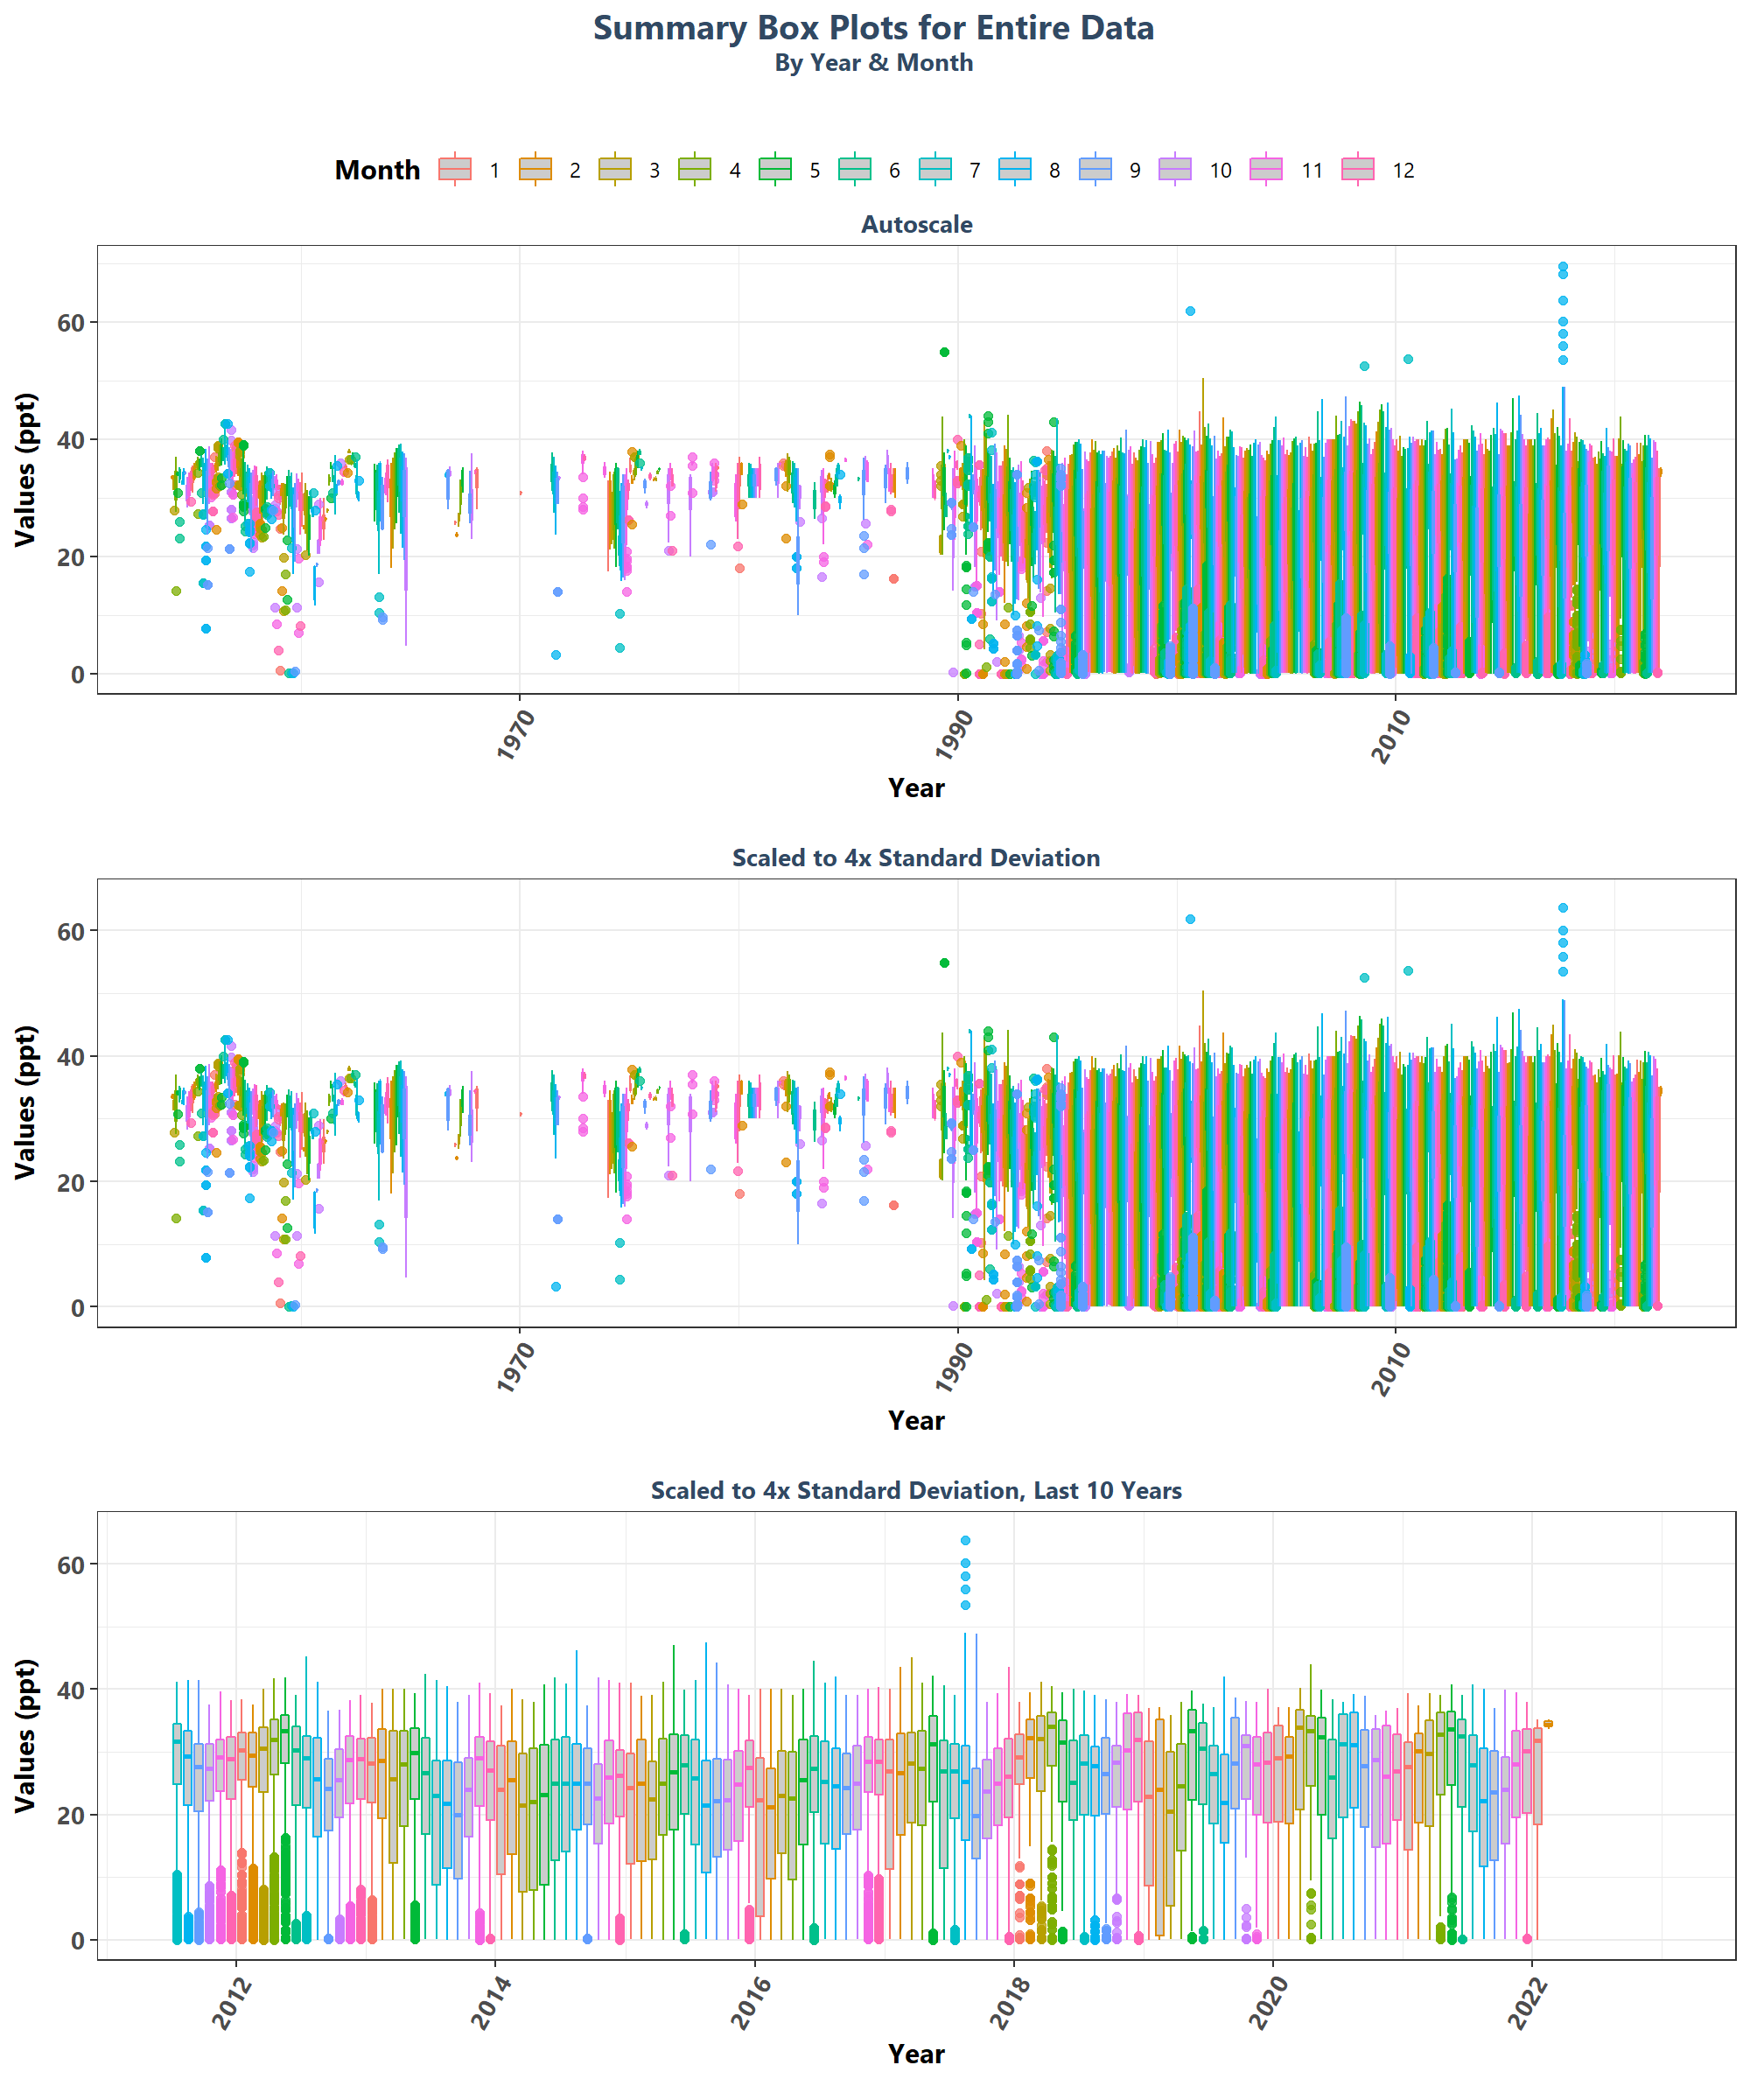 Summary Box Plots for Entire Data
By Year & Month
Month 1 2 3 4 5 6 7 8 9 10 11 12
Autoscale
Values (ppt)
60
40
20
0
1970 1990 2010
Year
Scaled to 4x Standard Deviation
Values (ppt)
60
40
20
0
1970 1990 2010
Year
Scaled to 4x Standard Deviation, Last 10 Years
Values (ppt)
60
40
20
0
2012 2014 2016 2018 2020 2022
Year